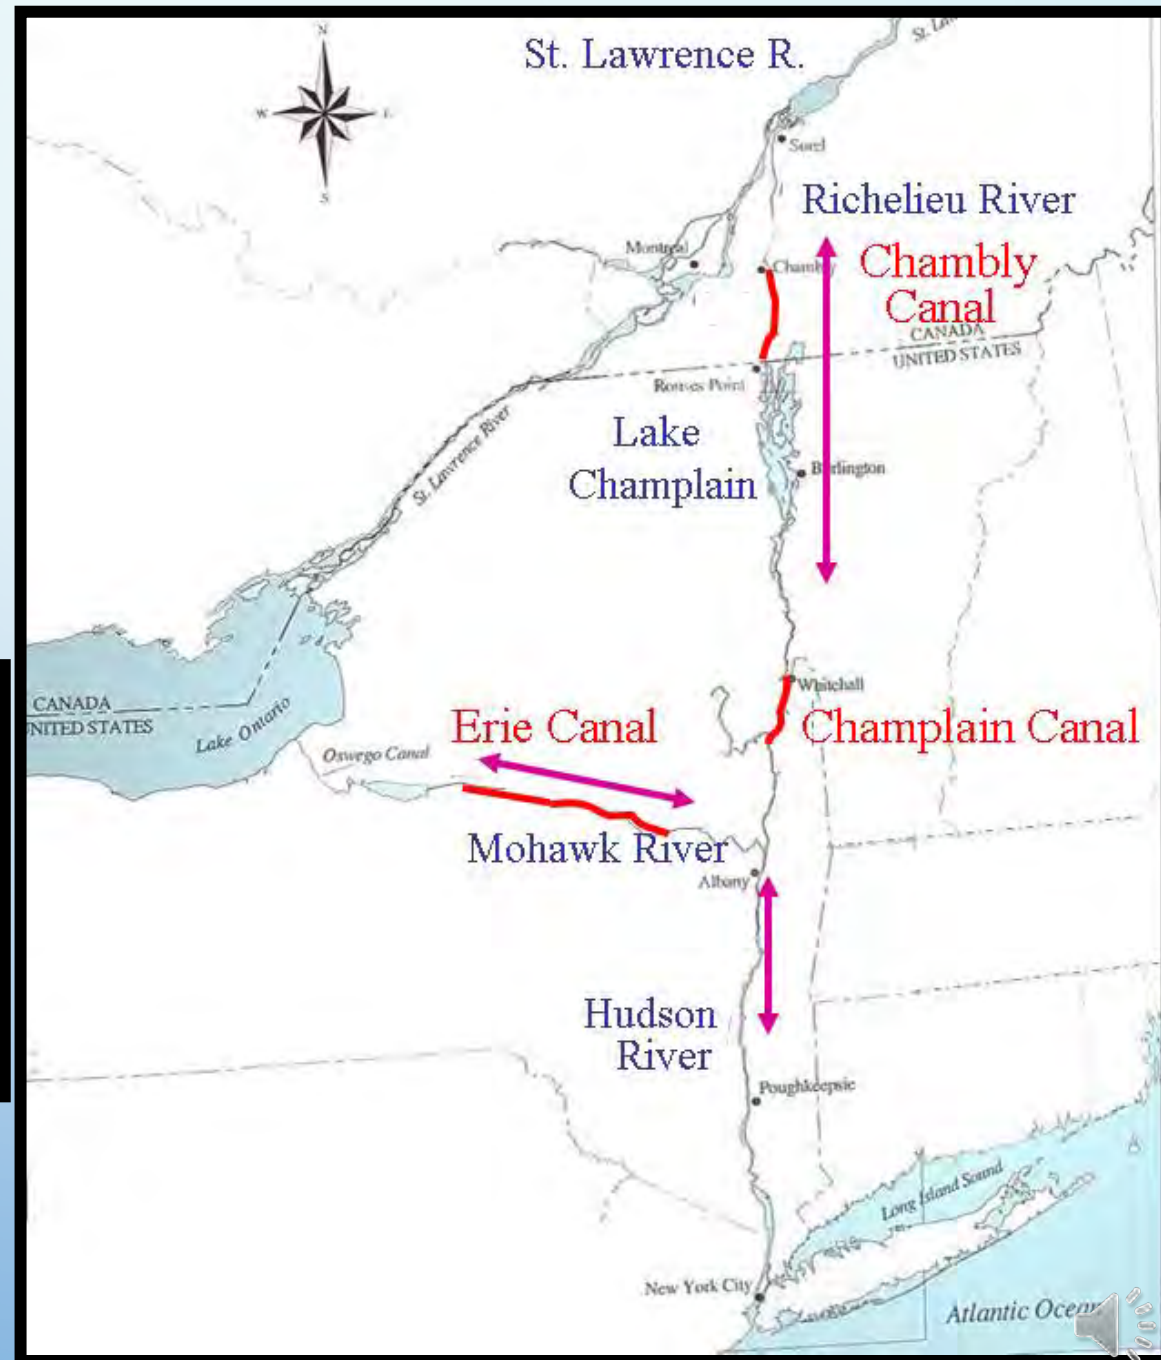 St. Lawrence R.
N
W
E
S
Sorel
Richelieu River
Montreal
Chambly
Chambly
Canal
CANADA
UNITED STATES
Rouses Point
Lake
Champlain
Burlington
St. Lawrence River
Whitehall
CANADA
UNITED STATES
Lake Ontario
Erie Canal
Champlain Canal
Oswego Canal
Mohawk River
Albany
Hudson
River
Poughkeepsie
Long Island Sound
New York City
Atlantic Ocean